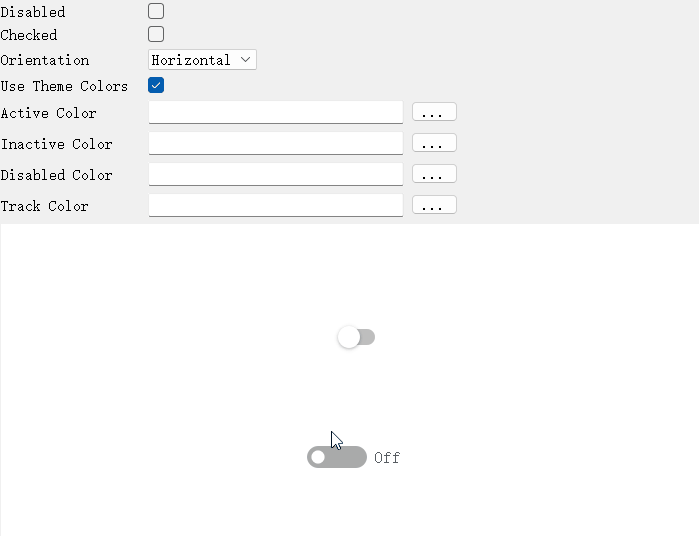 Disabled
Checked
Orientation Horizontal
Use Theme Colors
Active Color ...
Inactive Color ...
Disabled Color ...
Track Color ...
Off